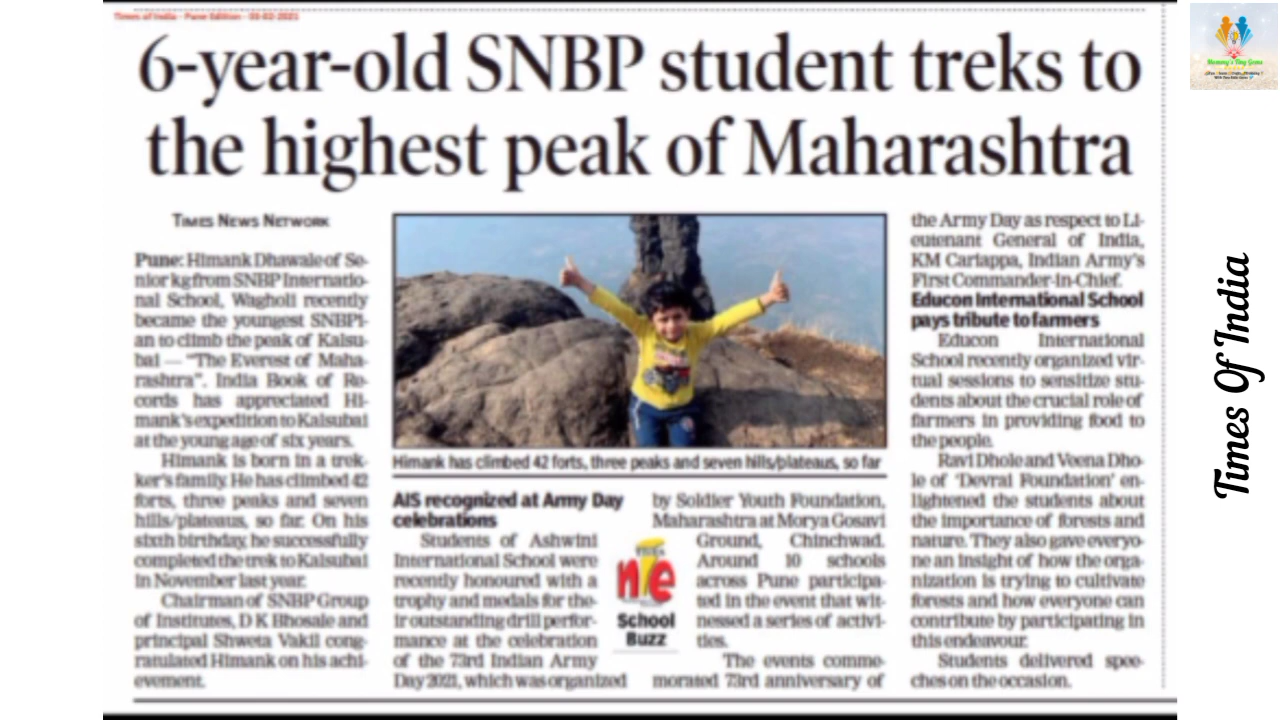 Times of India - Pune Edition - 03-02-2021
6-year-old SNBP student treks to
the highest peak of Maharashtra
TIMES NEWS NETWORK
Pune: Himank Dhawale of Se-
nior kg from SNBP Internatio-
nal School, Wagholi recently
became the youngest SNBPi-
an to climb the peak of Kalsu-
bai — “The Everest of Maha-
rashtra”. India Book of Re-
cords has appreciated Hi-
mank’s expedition to Kalsubai
at the young age of six years.
Himank is born in a trek-
ker’s family. He has climbed 42
forts, three peaks and seven
hills/plateaus, so far. On his
sixth birthday, he successfully
completed the trek to Kalsubai
in November last year.
Chairman of SNBP Group
of Institutes, D K Bhosale and
principal Shweta Vakil cong-
ratulated Himank on his achi-
evement.
Himank has climbed 42 forts, three peaks and seven hills/plateaus, so far
AIS recognized at Army Day
celebrations
Students of Ashwini
International School were
recently honoured with a
trophy and medals for the-
ir outstanding drill perfor-
mance at the celebration
of the 73rd Indian Army
Day 2021, which was organized
nie
School
Buzz
by Soldier Youth Foundation,
Maharashtra at Morya Gosavi
Ground, Chinchwad.
Around 10 schools
across Pune participa-
ted in the event that wit-
nessed a series of activi-
ties.
The events comme-
morated 73rd anniversary of
the Army Day as respect to Li-
eutenant General of India,
KM Cariappa, Indian Army’s
First Commander-in-Chief.
Educon International School
pays tribute to farmers
Educon International
School recently organized vir-
tual sessions to sensitize stu-
dents about the crucial role of
farmers in providing food to
the people.
Ravi Dhole and Veena Dho-
le of ‘Devrai Foundation’ en-
lightened the students about
the importance of forests and
nature. They also gave everyo-
ne an insight of how the orga-
nization is trying to cultivate
forests and how everyone can
contribute by participating in
this endeavour.
Students delivered spee-
ches on the occasion.
Mommy's Tiny Gems
Times Of India